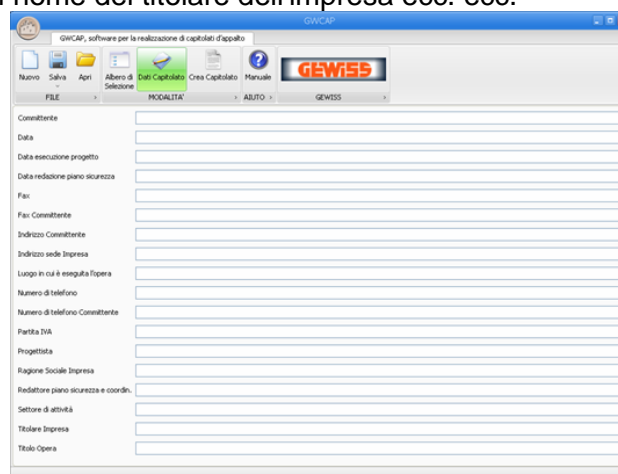 l nome del titolare dell'impresa ecc. ecc.
GWCAP
GWCAP, software per la realizzazione di capitolati d'appalto
Nuovo Salva Apri Albero di Selezione Dati Capitolato Crea Capitolato Manuale GEWISS
FILE MODALITA' AIUTO GEWISS
Committente
Data
Data esecuzione progetto
Data redazione piano sicurezza
Fax
Fax Committente
Indirizzo Committente
Indirizzo sede Impresa
Luogo in cui è eseguita l'opera
Numero di telefono
Numero di telefono Committente
Partita IVA
Progettista
Ragione Sociale Impresa
Redattore piano sicurezza e coordin.
Settore di attività
Titolare Impresa
Titolo Opera